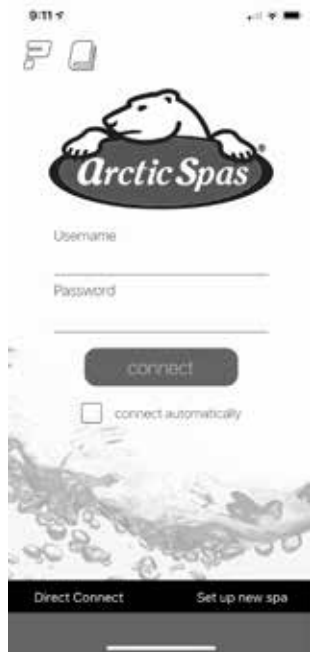 9:11
Arctic Spas®
Username
Password
connect
connect automatically
Direct Connect
Set up new spa